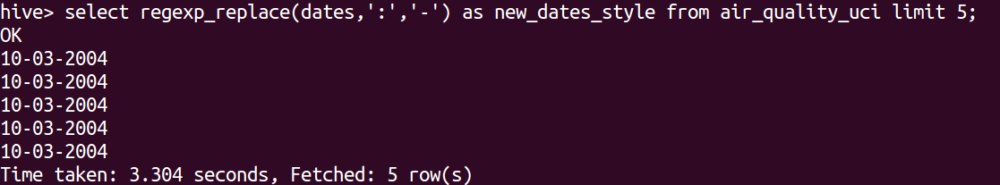 hive> select regexp_replace(dates,':','-') as new_dates_style from air_quality_uci limit 5;
OK
10-03-2004
10-03-2004
10-03-2004
10-03-2004
10-03-2004
Time taken: 3.304 seconds, Fetched: 5 row(s)